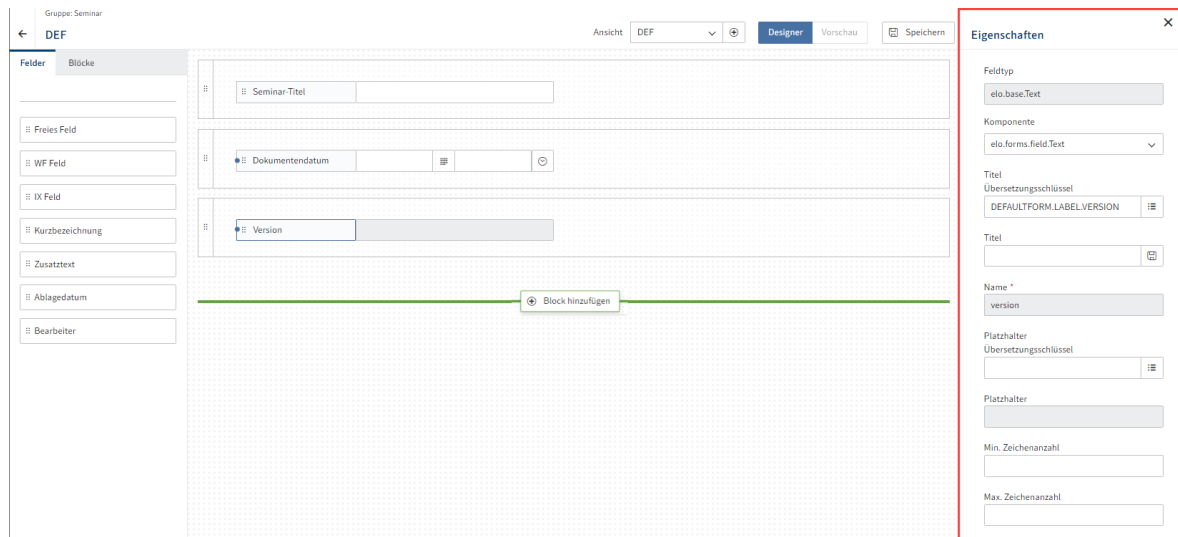 Gruppe: Seminar
DEF
Ansicht
DEF
Designer
Vorschau
Speichern
Felder
Blöcke
Freies Feld
WF Feld
IX Feld
Kurzbezeichnung
Zusatztext
Ablagedatum
Bearbeiter
Seminar-Titel
Dokumentendatum
Version
Block hinzufügen
Eigenschaften
Feldtyp
elo.base.Text
Komponente
elo.forms.field.Text
Titel
Übersetzungsschlüssel
DEFAULTFORM.LABEL.VERSION
Titel
Name *
version
Platzhalter
Übersetzungsschlüssel
Platzhalter
Min. Zeichenanzahl
Max. Zeichenanzahl